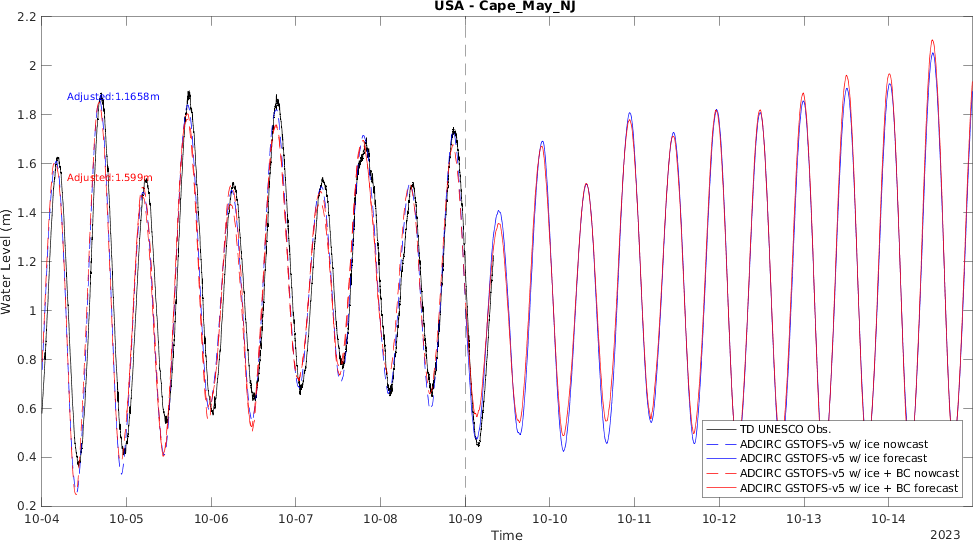 USA - Cape_May_NJ
2.2
2
1.8
1.6
1.4
1.2
1
0.8
0.6
0.4
0.2
Water Level (m)
Adjusted:1.1658m
Adjusted:1.599m
TD UNESCO Obs.
ADCIRC GSTOFS-v5 w/ ice nowcast
ADCIRC GSTOFS-v5 w/ ice forecast
ADCIRC GSTOFS-v5 w/ ice + BC nowcast
ADCIRC GSTOFS-v5 w/ ice + BC forecast
10-04 10-05 10-06 10-07 10-08 10-09 10-10 10-11 10-12 10-13 10-14
Time
2023